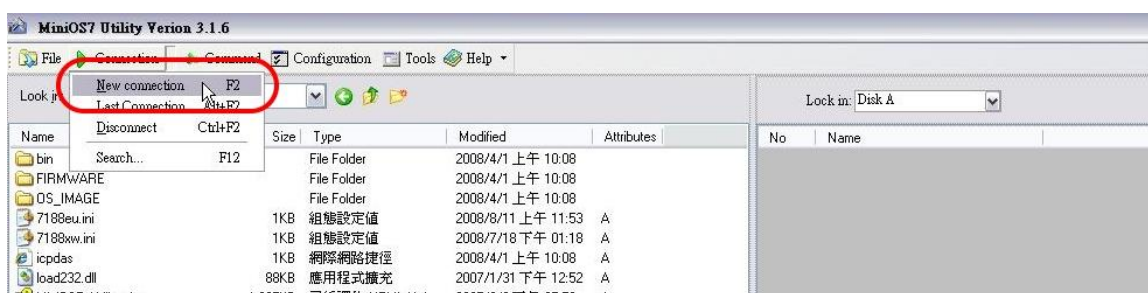 MiniOS7 Utility Verion 3.1.6
File Connection Command Configuration Tools Help
New connection F2
Look in
Last Connection Alt+F2
Lock in: Disk A
Disconnect Ctrl+F2
Search... F12
Name Size Type Modified Attributes No Name
bin File Folder 2008/4/1 上午 10:08
FIRMWARE File Folder 2008/4/1 上午 10:08
OS_IMAGE File Folder 2008/4/1 上午 10:08
7188eu.ini 1KB 組態設定值 2008/8/11 上午 11:53 A
7188xw.ini 1KB 組態設定值 2008/7/18 下午 01:18 A
icpdas 1KB 網際網路捷徑 2008/4/1 上午 10:08 A
load232.dll 88KB 應用程式擴充 2007/1/31 下午 12:52 A